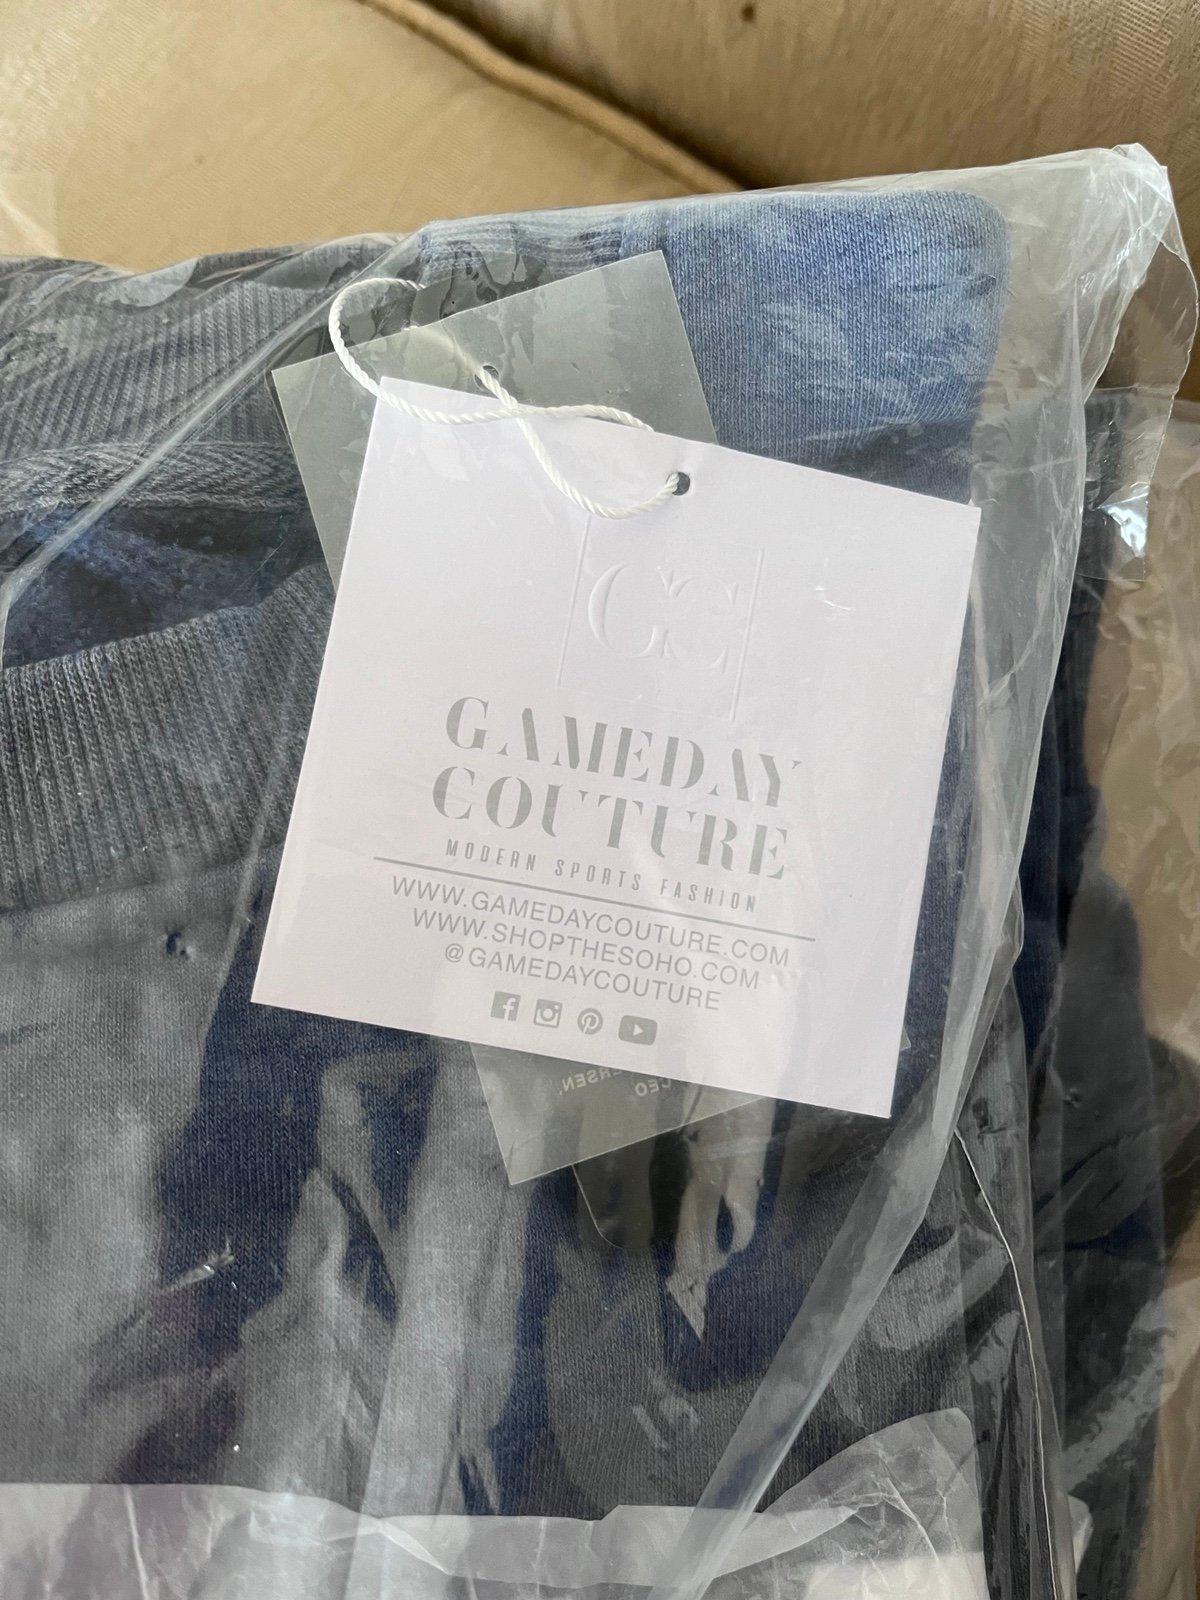 GC
GAMEDAY
COUTURE
MODERN SPORTS FASHION
WWW.GAMEDAYCOUTURE.COM
WWW.SHOPTHESOHO.COM
@GAMEDAYCOUTURE